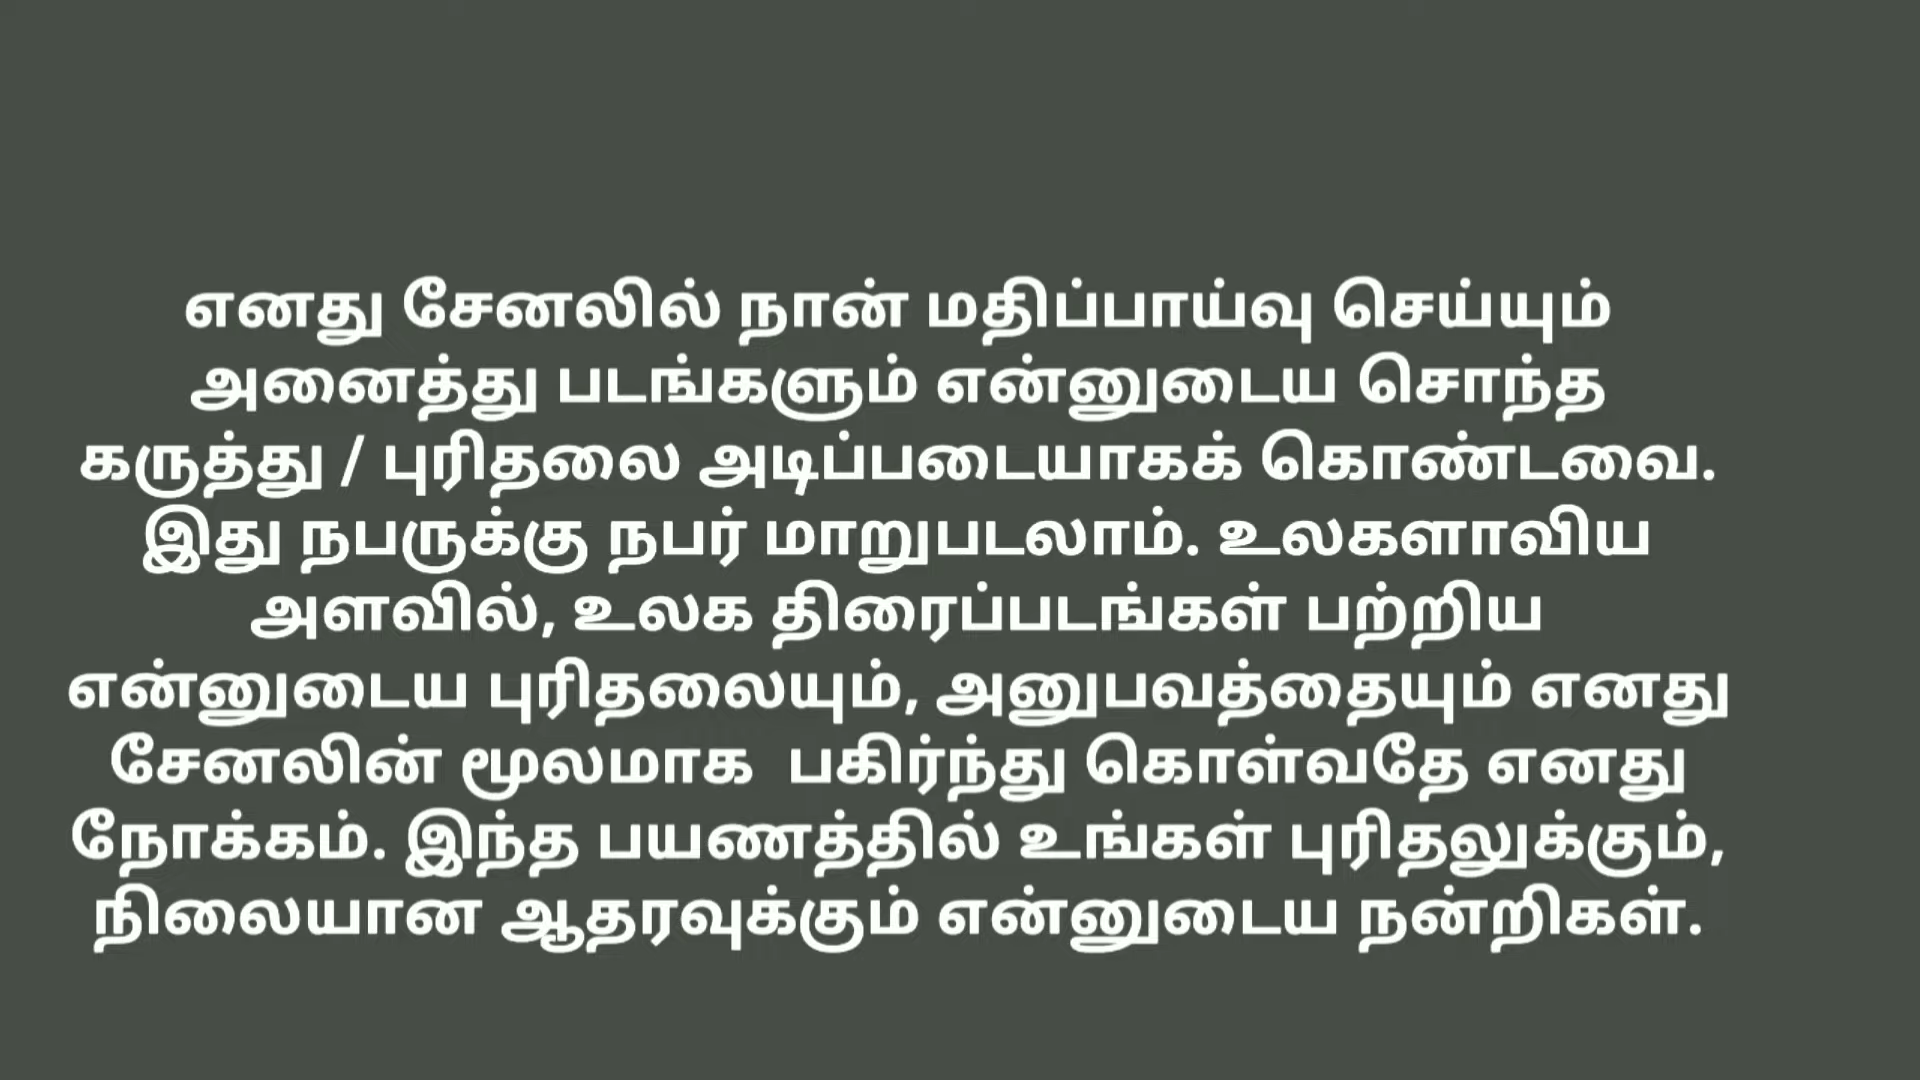 எனது சேனலில் நான் மதிப்பாய்வு செய்யும்
அனைத்து படங்களும் என்னுடைய சொந்த
கருத்து / புரிதலை அடிப்படையாகக் கொண்டவை.
இது நபருக்கு நபர் மாறுபடலாம். உலகளாவிய
அளவில், உலக திரைப்படங்கள் பற்றிய
என்னுடைய புரிதலையும், அனுபவத்தையும் எனது
சேனலின் மூலமாக  பகிர்ந்து கொள்வதே எனது
நோக்கம். இந்த பயணத்தில் உங்கள் புரிதலுக்கும்,
நிலையான ஆதரவுக்கும் என்னுடைய நன்றிகள்.